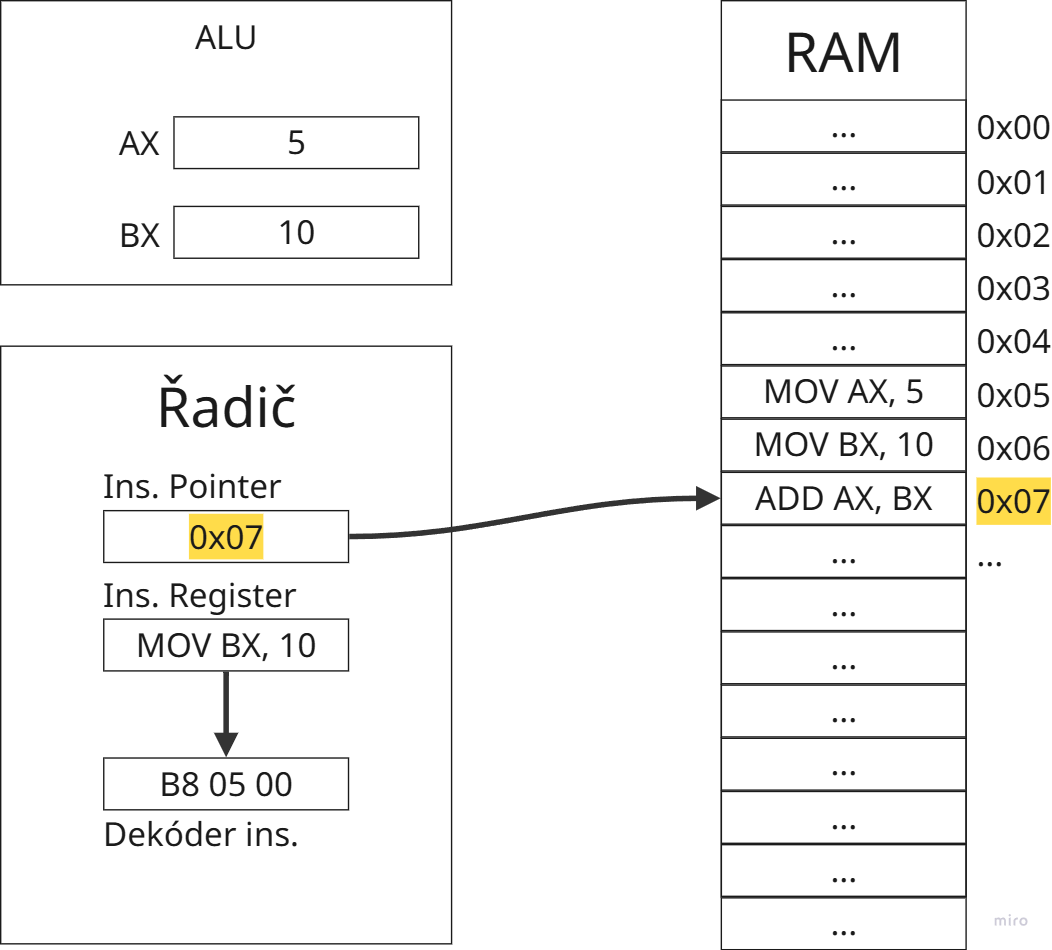 ALU
AX 5
BX 10
Řadič
Ins. Pointer
0x07
Ins. Register
MOV BX, 10
B8 05 00
Dekóder ins.
RAM
... 0x00
... 0x01
... 0x02
... 0x03
... 0x04
MOV AX, 5 0x05
MOV BX, 10 0x06
ADD AX, BX 0x07
... ...
...
...
...
...
...
...
...
miro